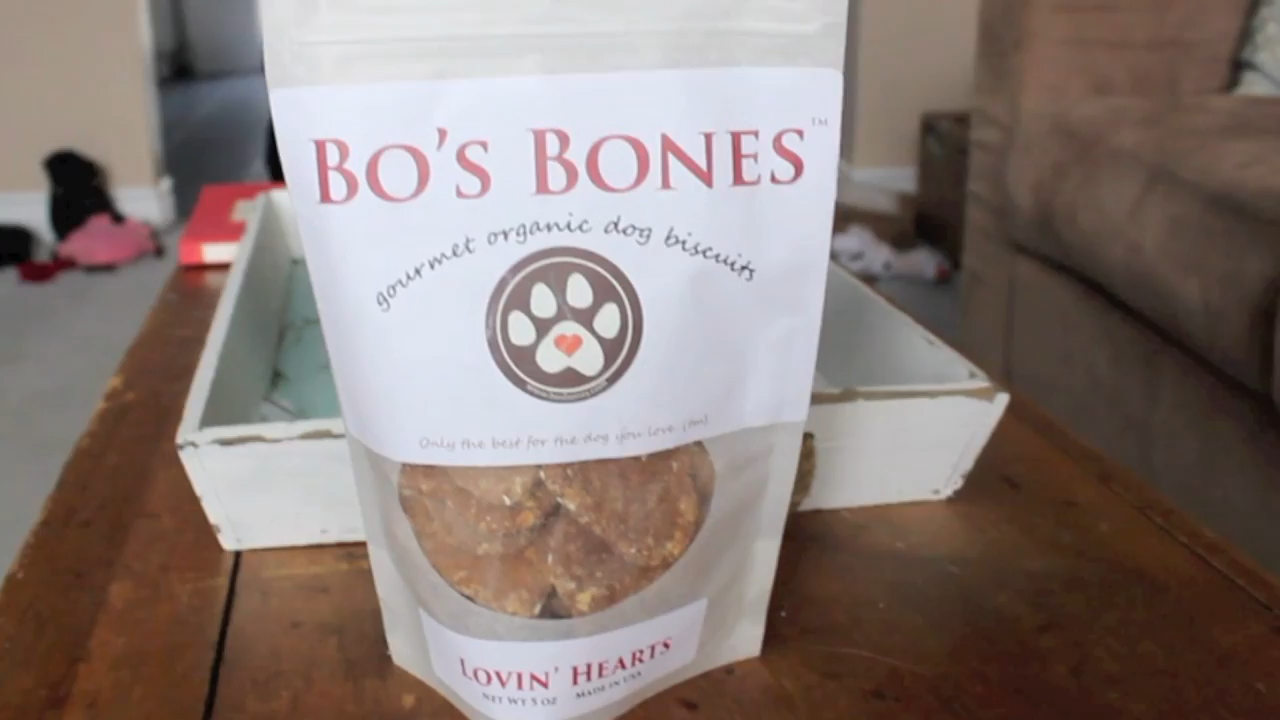 BO'S BONES™
gourmet organic dog biscuits
Only the best for the dog you love (tm)
LOVIN' HEARTS
NET WT 5 OZ MADE IN USA